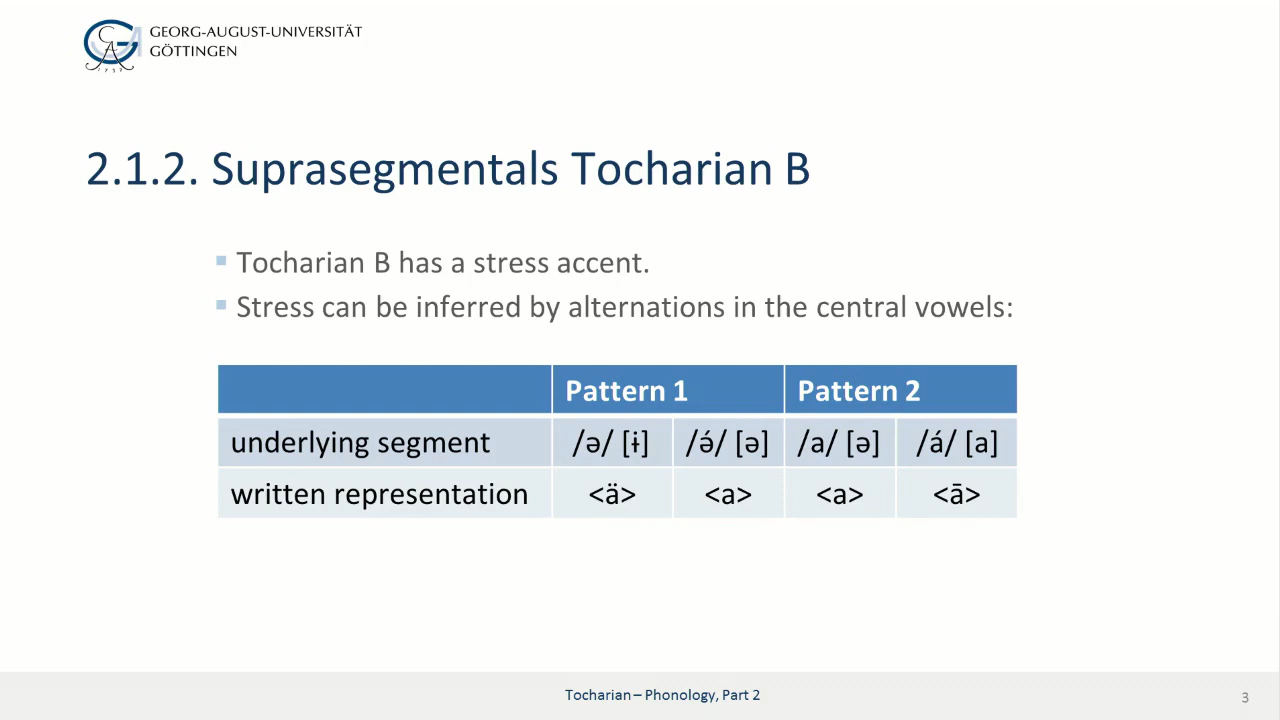 GEORG-AUGUST-UNIVERSITÄT
GÖTTINGEN
2.1.2. Suprasegmentals Tocharian B
Tocharian B has a stress accent.
Stress can be inferred by alternations in the central vowels:
Pattern 1 Pattern 2
underlying segment /ə/ [ɨ] /ə́/ [ə] /a/ [ə] /á/ [a]
written representation <ä> <a> <a> <ā>
Tocharian – Phonology, Part 2
3